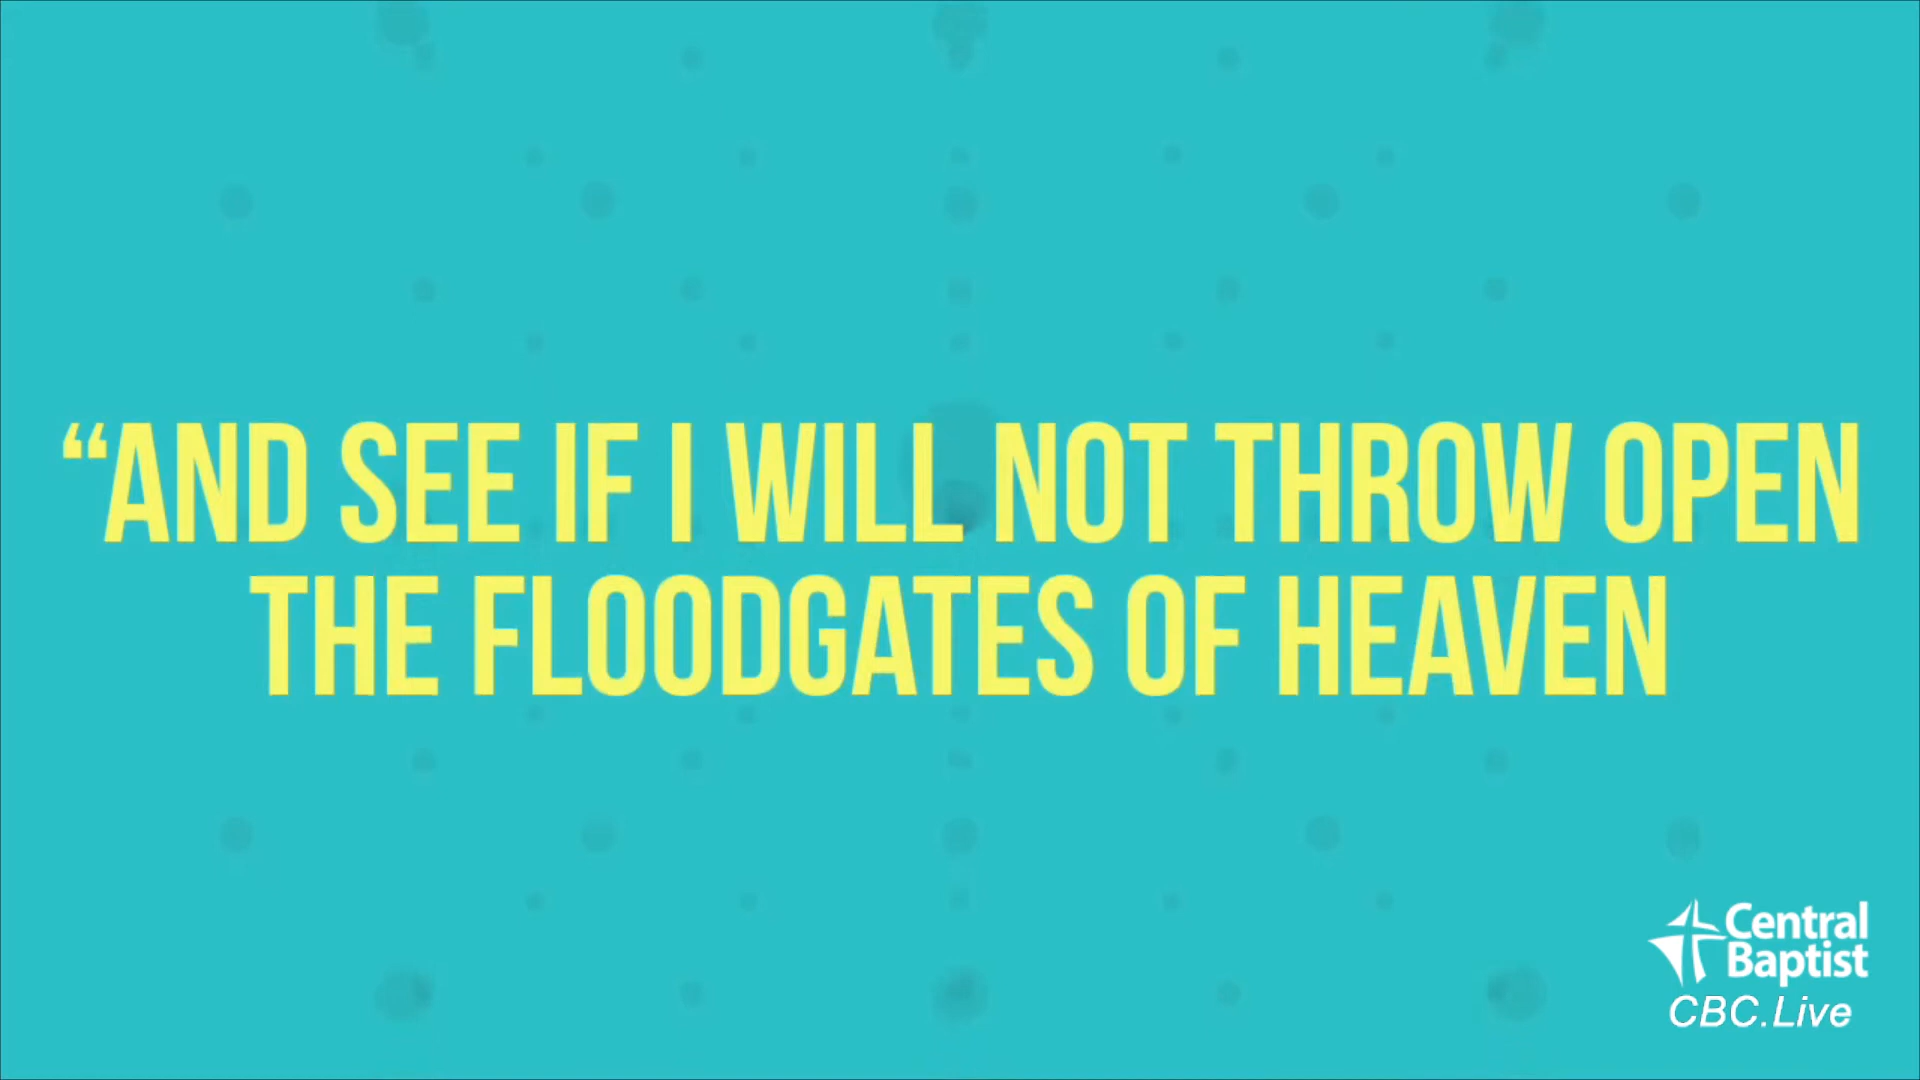 “AND SEE IF I WILL NOT THROW OPEN
THE FLOODGATES OF HEAVEN
Central
Baptist
CBC.Live